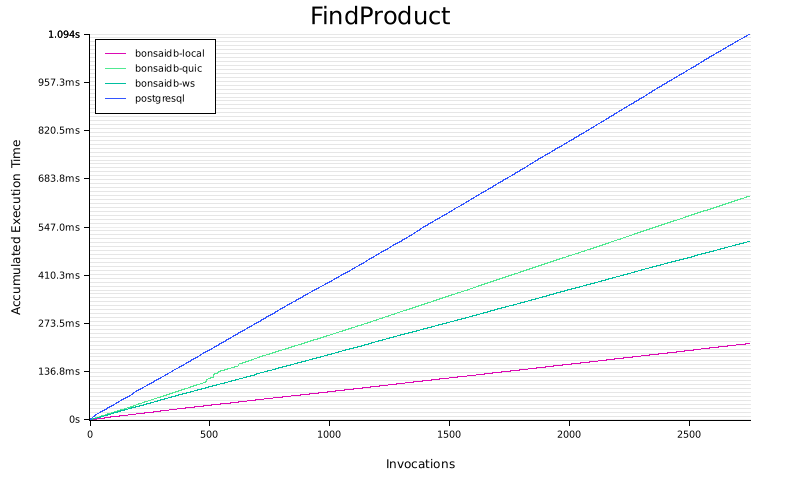 FindProduct
1.094s
957.3ms
820.5ms
683.8ms
547.0ms
410.3ms
273.5ms
136.8ms
0s
bonsaidb-local
bonsaidb-quic
bonsaidb-ws
postgresql
Accumulated Execution Time
0 500 1000 1500 2000 2500
Invocations